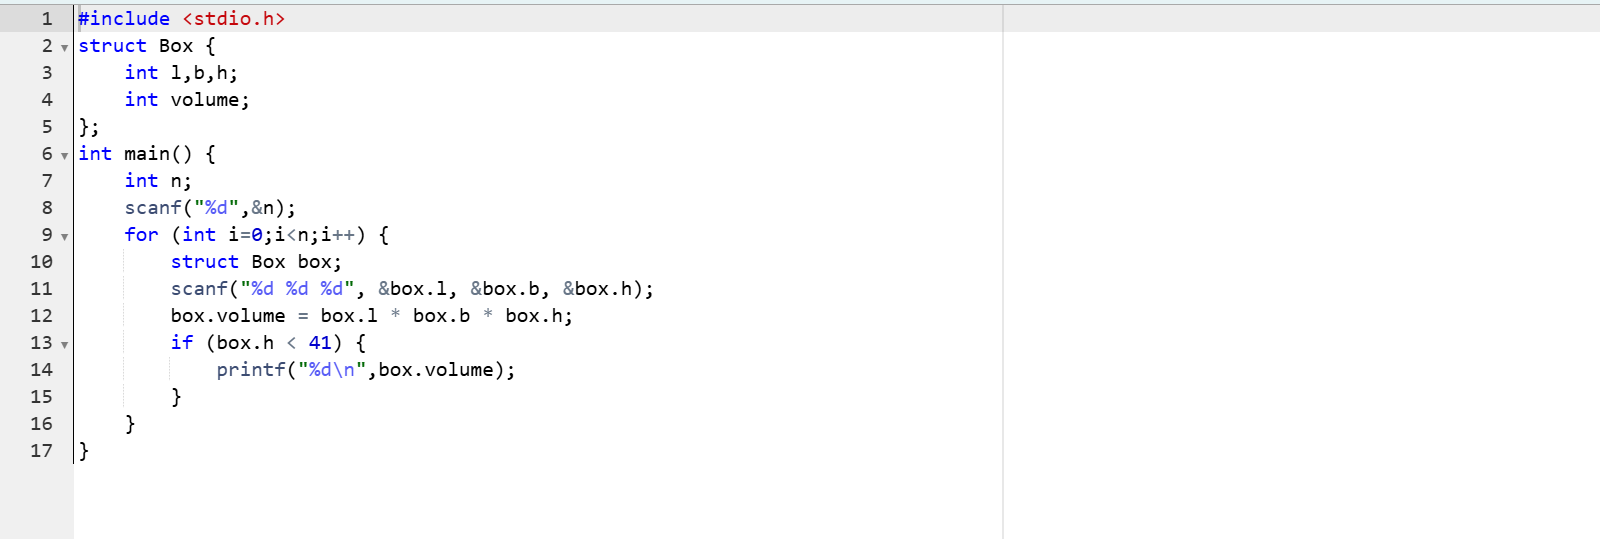 1 #include <stdio.h>
2 struct Box {
3     int l,b,h;
4     int volume;
5 };
6 int main() {
7     int n;
8     scanf("%d",&n);
9     for (int i=0;i<n;i++) {
10         struct Box box;
11         scanf("%d %d %d", &box.l, &box.b, &box.h);
12         box.volume = box.l * box.b * box.h;
13         if (box.h < 41) {
14             printf("%d\n",box.volume);
15         }
16     }
17 }